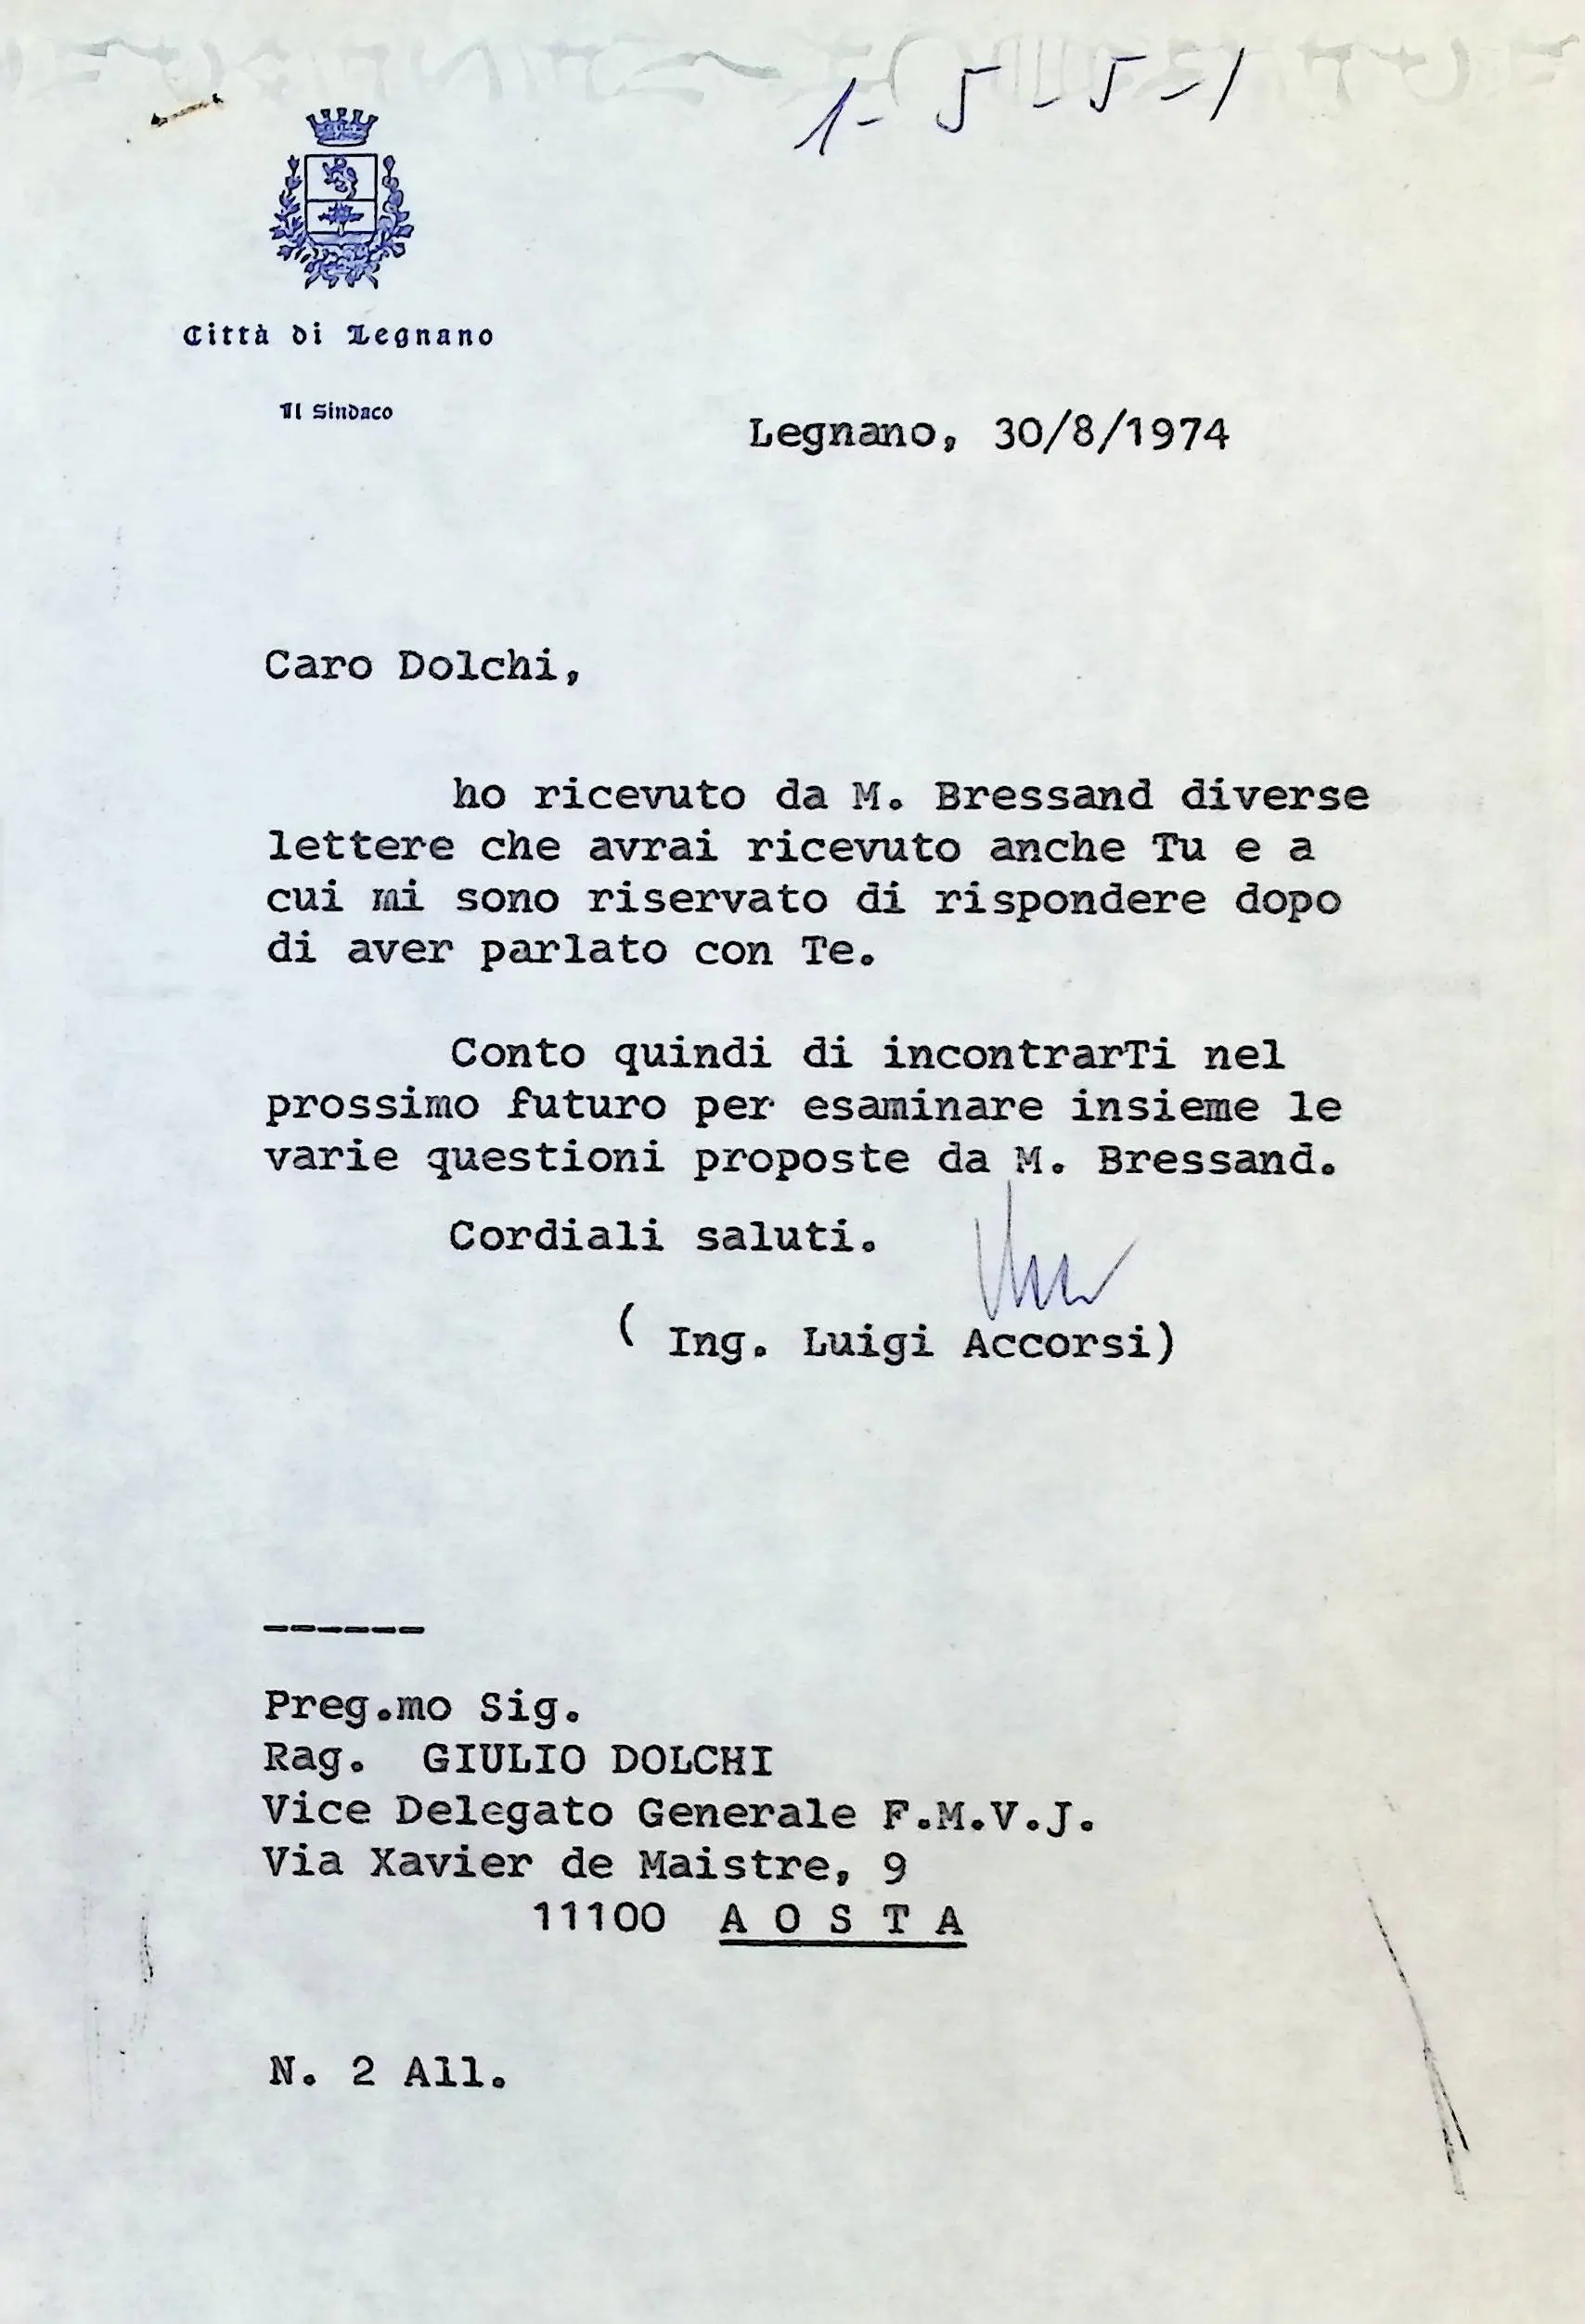 1-5-5-1
Città di Legnano
Il Sindaco
Legnano, 30/8/1974
Caro Dolchi,
ho ricevuto da M. Bressand diverse
lettere che avrai ricevuto anche Tu e a
cui mi sono riservato di rispondere dopo
di aver parlato con Te.
Conto quindi di incontrarTi nel
prossimo futuro per esaminare insieme le
varie questioni proposte da M. Bressand.
Cordiali saluti.
( Ing. Luigi Accorsi)
------
Preg.mo Sig.
Rag. GIULIO DOLCHI
Vice Delegato Generale F.M.V.J.
Via Xavier de Maistre, 9
11100 A O S T A
N. 2 All.